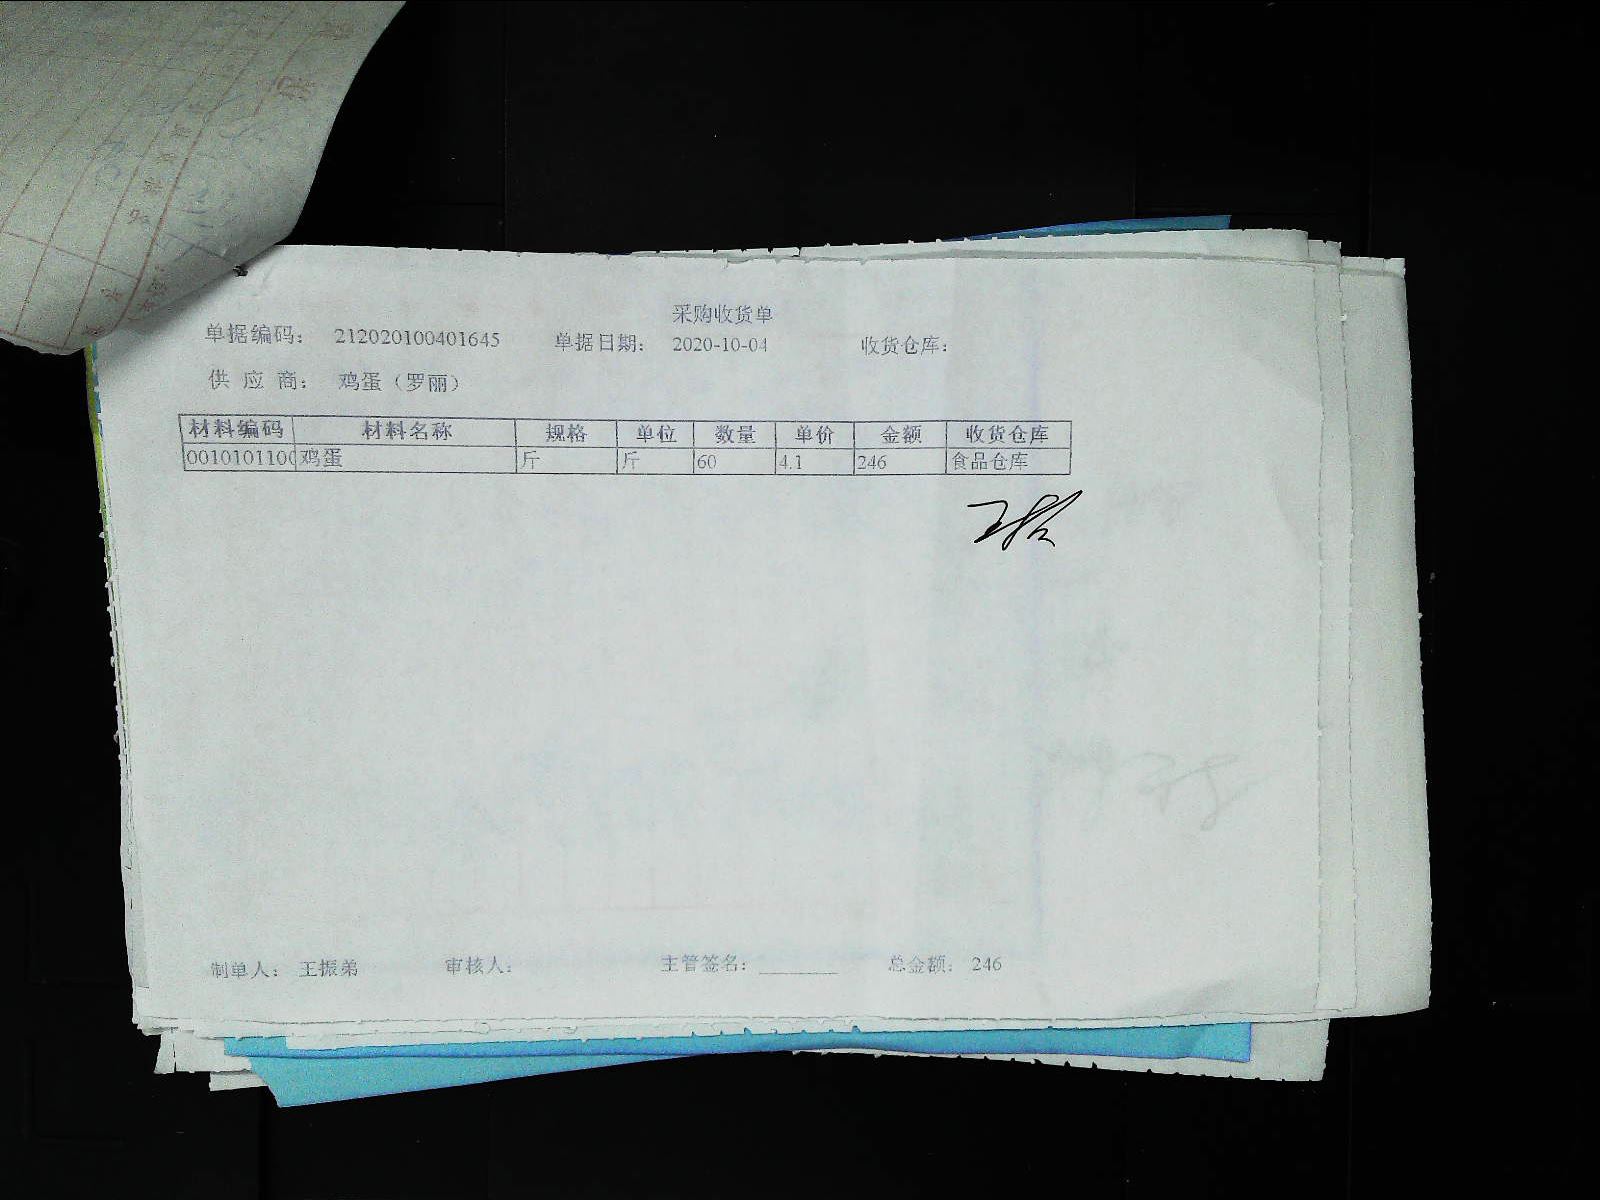 采购收货单
单据编码： 212020100401645 单据日期： 2020-10-04 收货仓库：
供 应 商： 鸡蛋（罗丽）
材料编码 材料名称 规格 单位 数量 单价 金额 收货仓库
0010101100 鸡蛋 斤 斤 60 4.1 246 食品仓库
制单人： 王振弟 审核人： 主管签名：________ 总金额： 246